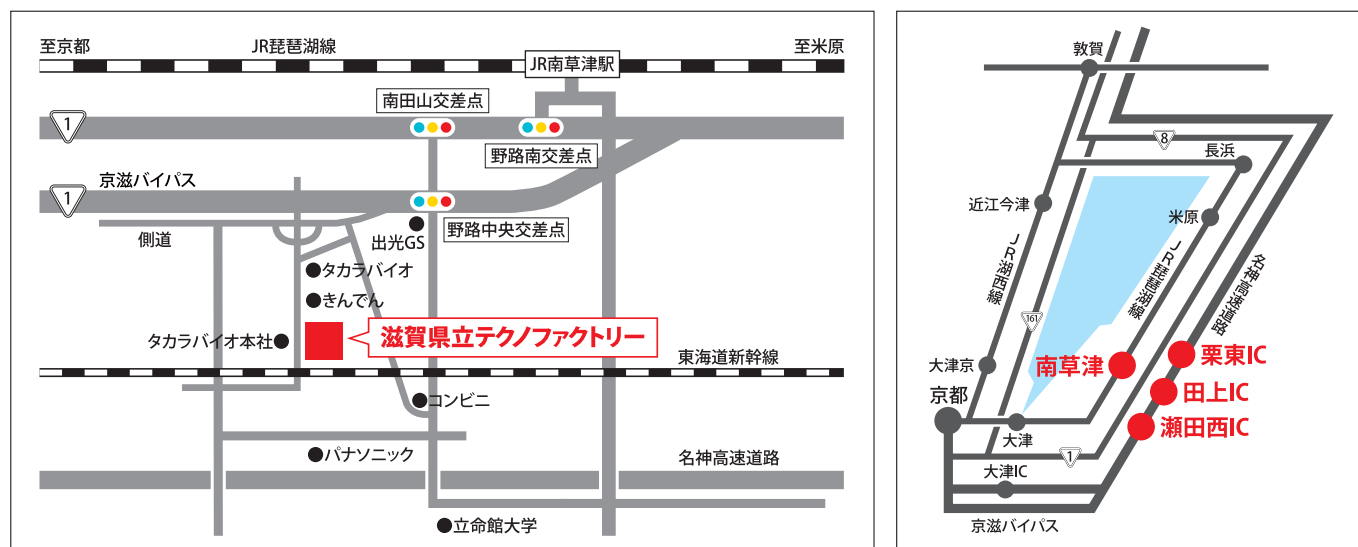 至京都
JR琵琶湖線
至米原
JR南草津駅
南田山交差点
1
野路南交差点
京滋バイパス
1
野路中央交差点
側道
出光GS
タカラバイオ
きんでん
タカラバイオ本社
滋賀県立テクノファクトリー
東海道新幹線
コンビニ
パナソニック
名神高速道路
立命館大学
敦賀
8
長浜
近江今津
米原
JR湖西線
JR琵琶湖線
名神高速道路
161
大津京
南草津
栗東IC
田上IC
京都
瀬田西IC
大津
1
大津IC
京滋バイパス